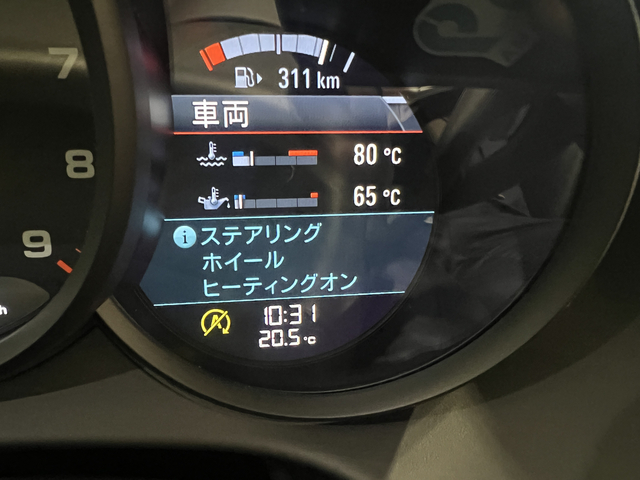 7
311 km
車両
8
80 ℃
65 ℃
ステアリング
ホイール
9
ヒーティングオン
10:31
20.5℃
h